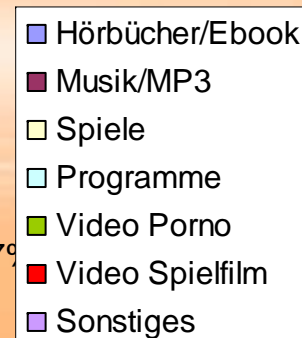 Hörbücher/Ebook
Musik/MP3
Spiele
Programme
Video Porno
%
Video Spielfilm
Sonstiges